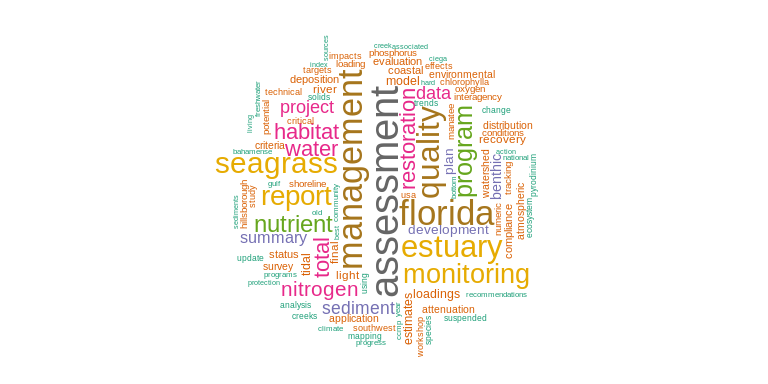 sources
creek
associated
impacts
phosphorus
index
loading
evaluation
ciega
targets
coastal
effects
deposition
environmental
model
hard
chlorophylla
technical
river
oxygen
solids
data
interagency
freshwater
project
trends
change
living
potential
critical
habitat
management
assessment
restoration
quality
manatee
program
distribution
conditions
recovery
criteria
water
bahamense
action
national
seagrass
plan
watershed
benthic
tracking
pyrodinium
gulf
shoreline
report
usa
bottom
hillsborough
study
sediments
old
community
florida
nutrient
best
numeric
atmospheric
ecosystem
summary
development
compliance
total
final
estuary
status
update
tidal
survey
light
monitoring
programs
protection
using
nitrogen
loadings
recommendations
analysis
sediment
estimates
attenuation
creeks
application
year
suspended
climate
southwest
ccmp
species
mapping
workshop
progress